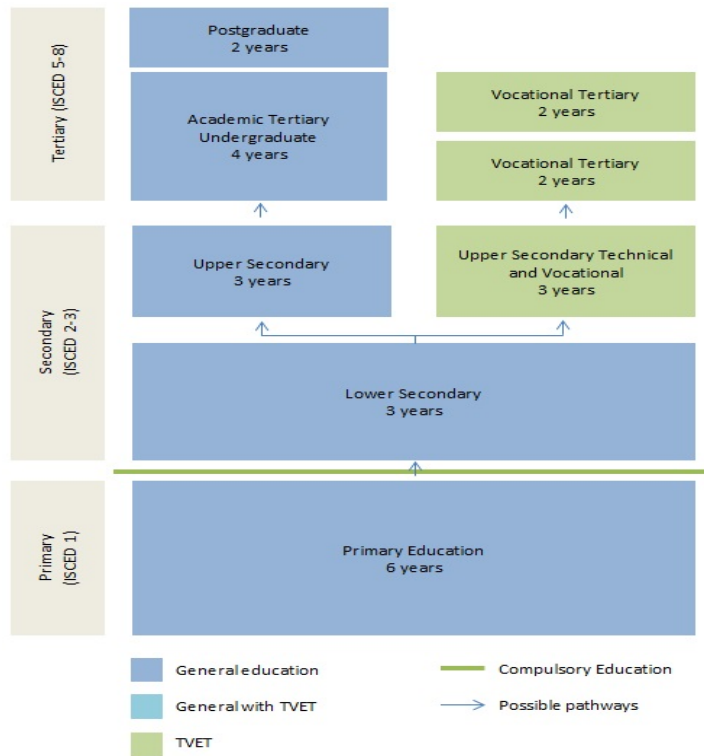 Tertiary (ISCED 5-8)
Postgraduate
2 years
Academic Tertiary
Undergraduate
4 years
Vocational Tertiary
2 years
Vocational Tertiary
2 years
Secondary
(ISCED 2-3)
Upper Secondary
3 years
Upper Secondary Technical
and Vocational
3 years
Lower Secondary
3 years
Primary
(ISCED 1)
Primary Education
6 years
General education
Compulsory Education
General with TVET
Possible pathways
TVET